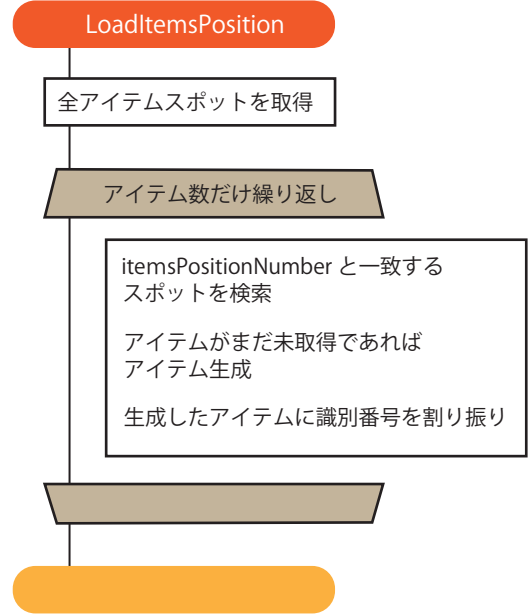 LoadItemsPosition
全アイテムスポットを取得
アイテム数だけ繰り返し
itemsPositionNumber と一致する
スポットを検索
アイテムがまだ未取得であれば
アイテム生成
生成したアイテムに識別番号を割り振り